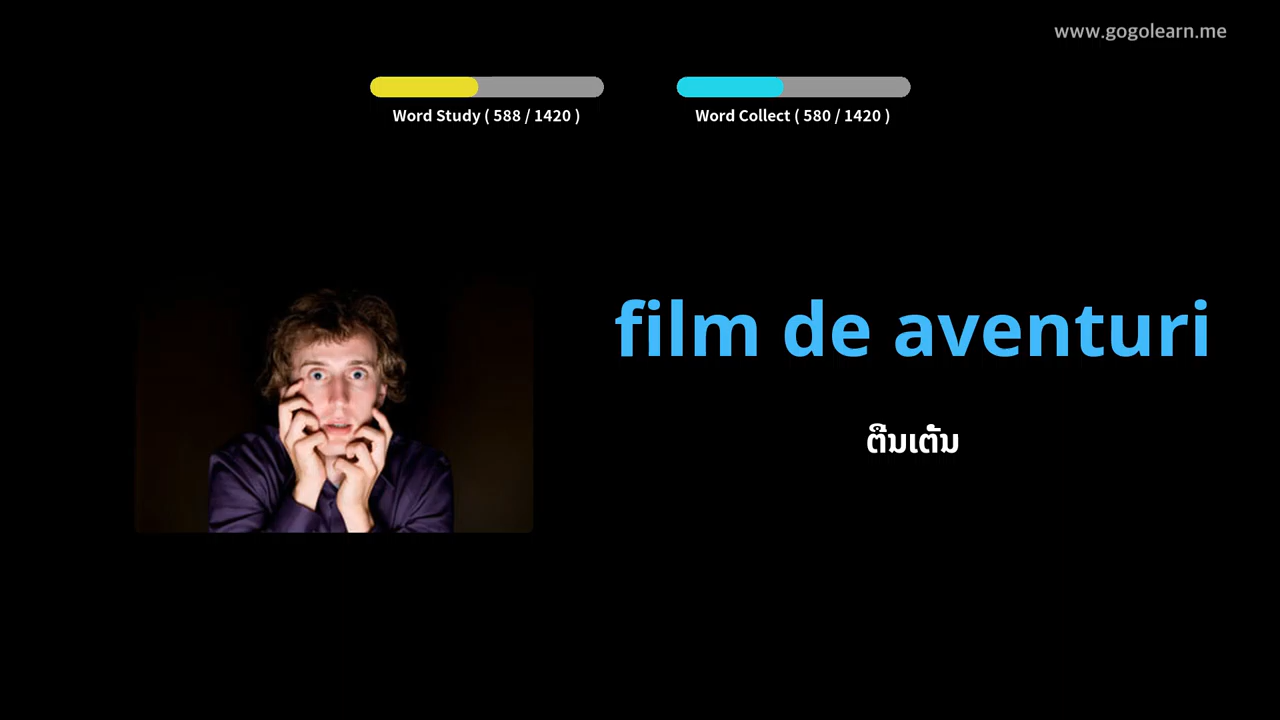 www.gogolearn.me
Word Study ( 588 / 1420 )
Word Collect ( 580 / 1420 )
film de aventuri
ຕື່ນເຕັ້ນ